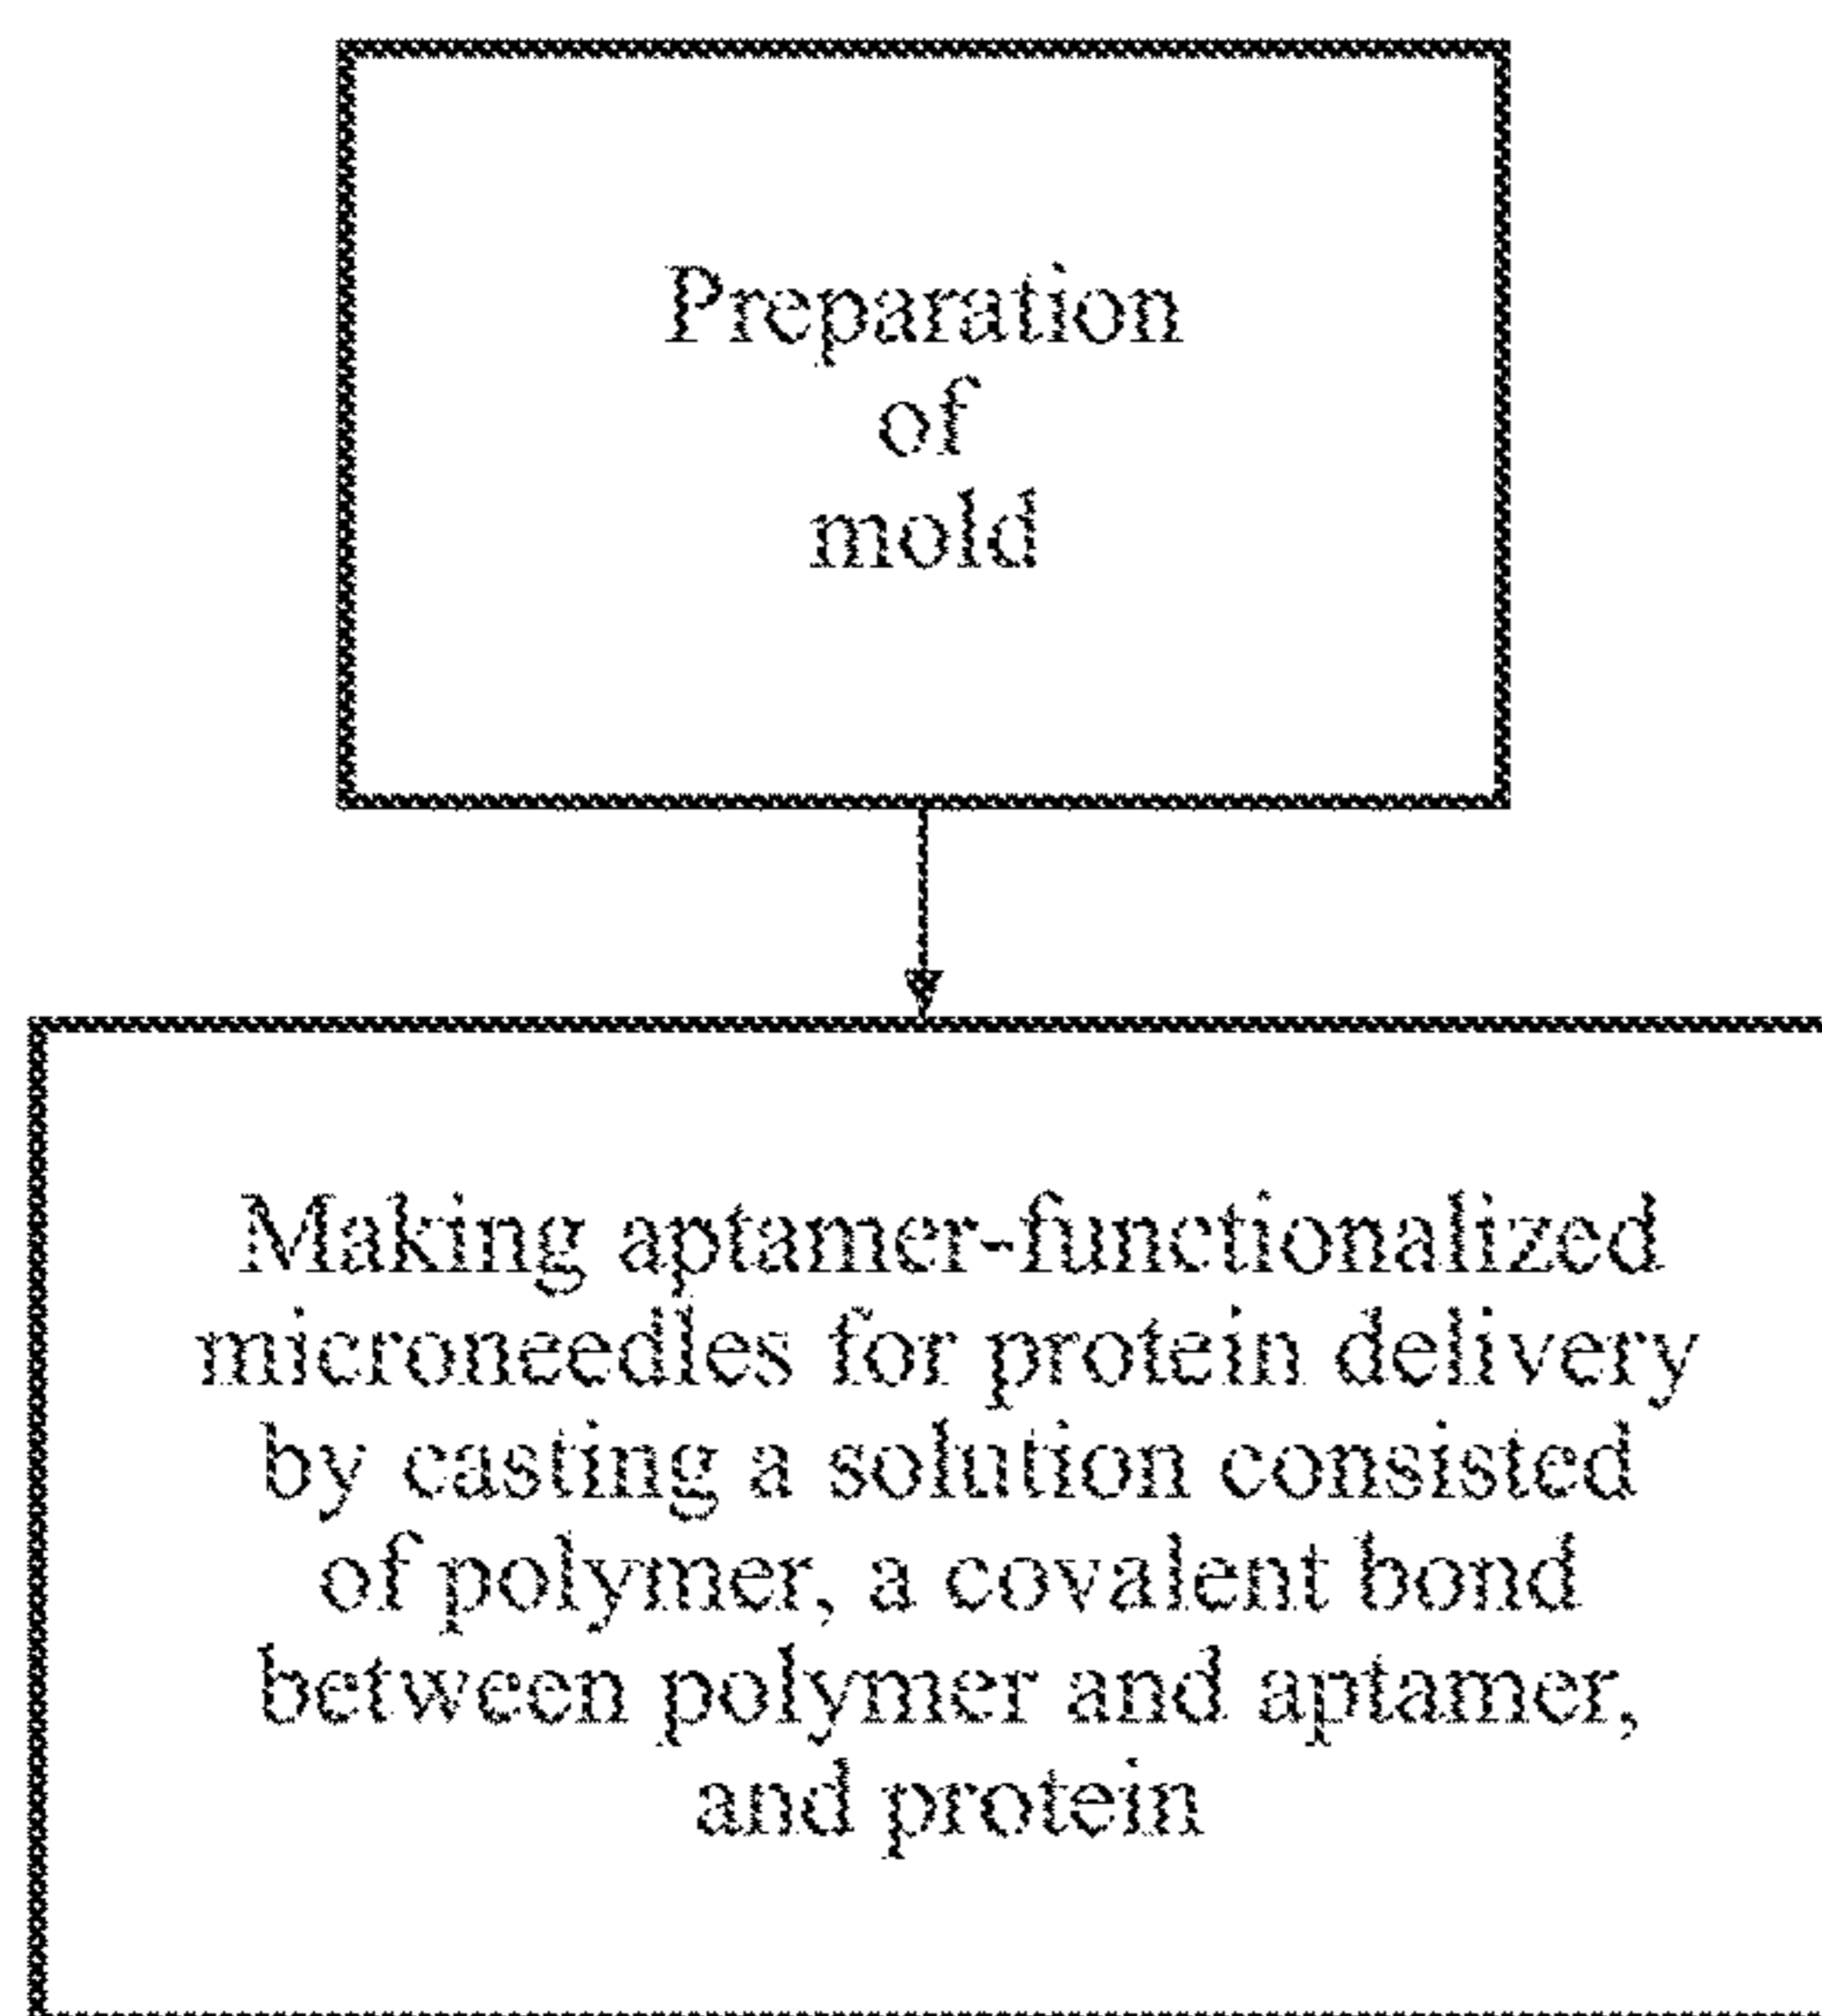 Preparation
of
mold
Making aptamer-functionalized
microneedles for protein delivery
by casting a solution consisted
of polymer, a covalent bond
between polymer and aptamer,
and protein